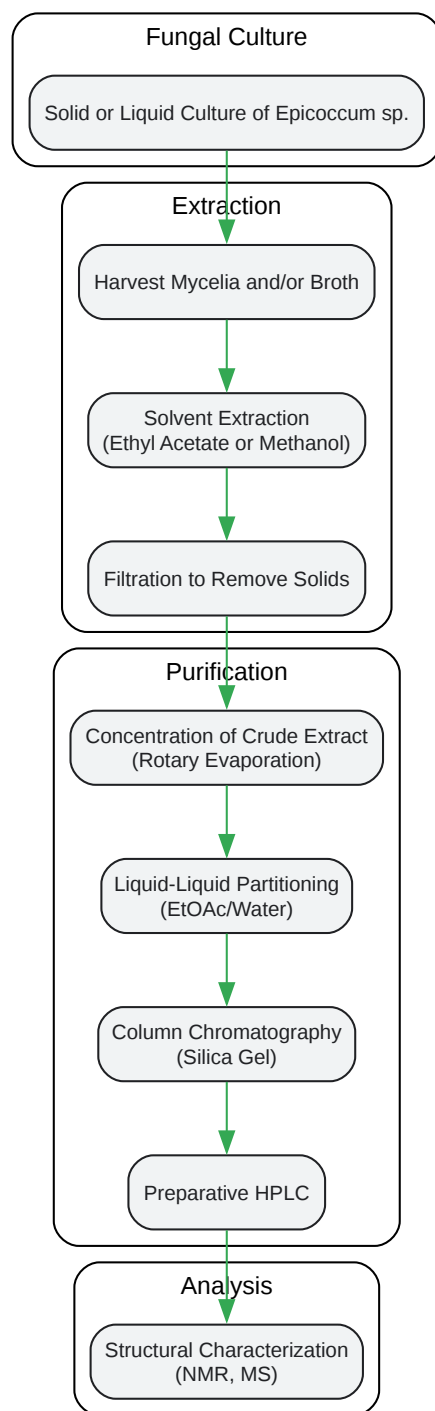 Fungal Culture
Solid or Liquid Culture of Epicoccum sp.
Extraction
Harvest Mycelia and/or Broth
Solvent Extraction
(Ethyl Acetate or Methanol)
Filtration to Remove Solids
Purification
Concentration of Crude Extract
(Rotary Evaporation)
Liquid-Liquid Partitioning
(EtOAc/Water)
Column Chromatography
(Silica Gel)
Preparative HPLC
Analysis
Structural Characterization
(NMR, MS)